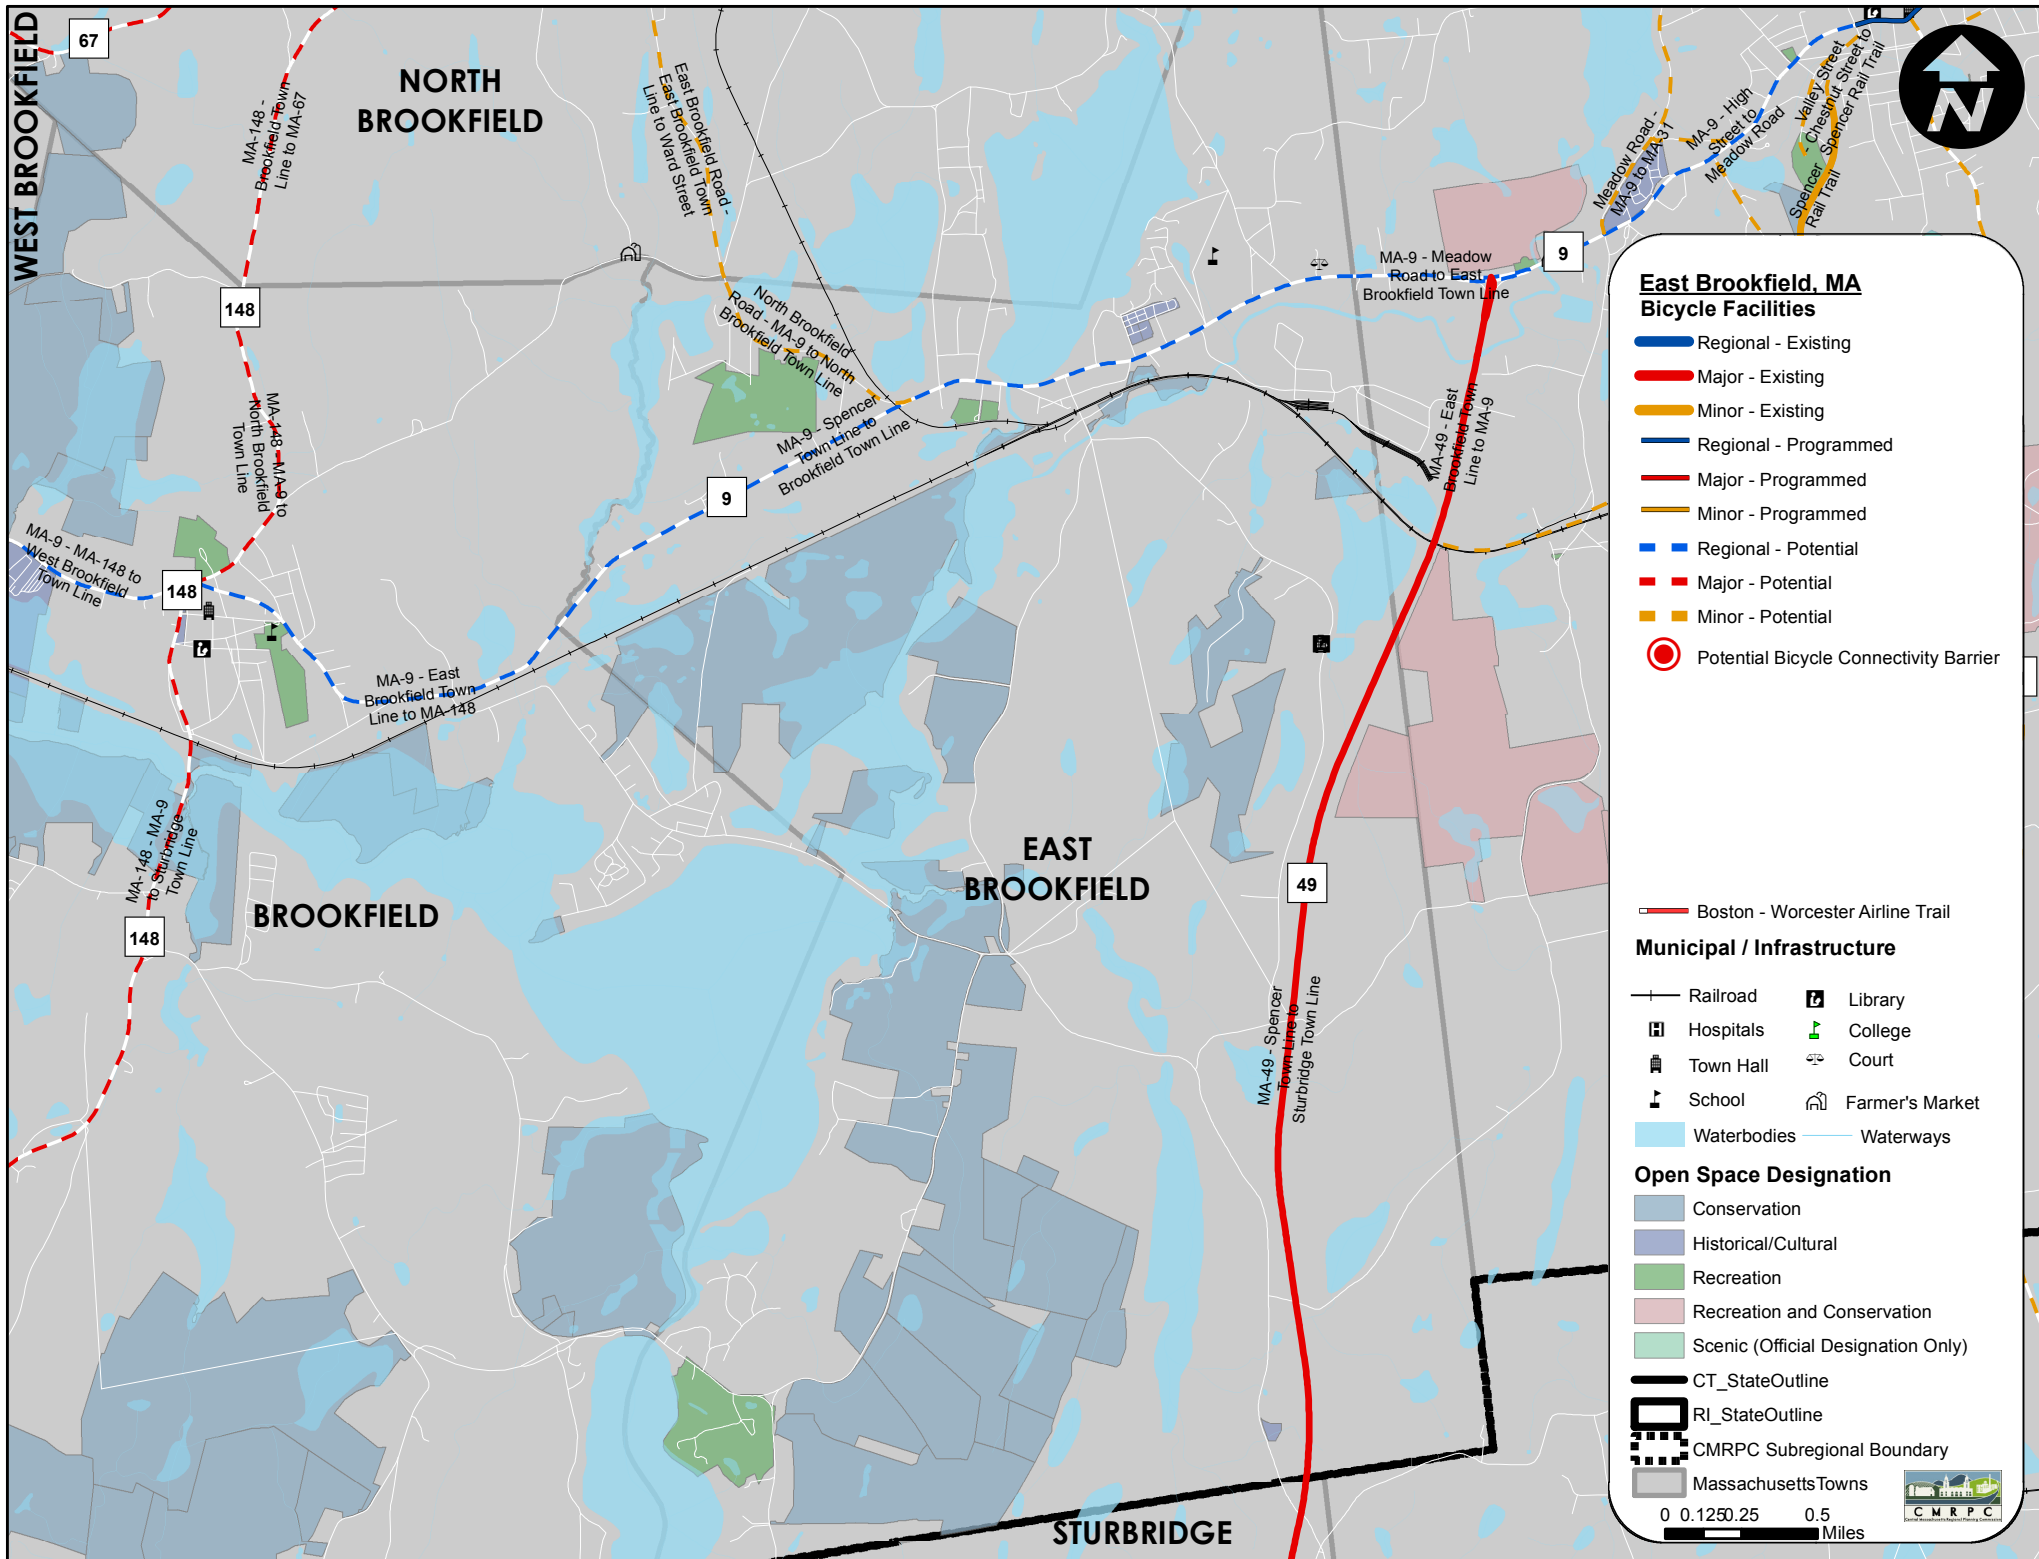 67
WEST BROOKFIELD
NORTH
BROOKFIELD
MA-148 -
Brookfield Town
Line to MA-67
East Brookfield Road -
East Brookfield Town
Line to Ward Street
Meadow Road -
MA-9 to MA-31
MA-9 - High
Street to
Meadow Road
Valley Street
- Chestnut Street to
Spencer Rail Trail
Spencer
Rail Trail
N
9
MA-9 - Meadow
Road to East
Brookfield Town Line
148
North Brookfield
Road - MA-9 to North
Brookfield Town Line
MA-148 - MA-9 to
North Brookfield
Town Line
MA-9 - Spencer
Town Line to
Brookfield Town Line
9
MA-49 - East
Brookfield Town
Line to MA-9
MA-9 - MA-148 to
West Brookfield
Town Line
148
MA-9 - East
Brookfield Town
Line to MA-148
MA-148 - MA-9
to Sturbridge
Town Line
148
BROOKFIELD
EAST
BROOKFIELD
49
MA-49 - Spencer
Town Line to
Sturbridge Town Line
STURBRIDGE
East Brookfield, MA
Bicycle Facilities
Regional - Existing
Major - Existing
Minor - Existing
Regional - Programmed
Major - Programmed
Minor - Programmed
Regional - Potential
Major - Potential
Minor - Potential
Potential Bicycle Connectivity Barrier
Boston - Worcester Airline Trail
Municipal / Infrastructure
Railroad
Library
H Hospitals
College
Town Hall
Court
School
Farmer's Market
Waterbodies
Waterways
Open Space Designation
Conservation
Historical/Cultural
Recreation
Recreation and Conservation
Scenic (Official Designation Only)
CT_StateOutline
RI_StateOutline
CMRPC Subregional Boundary
MassachusettsTowns
0 0.125 0.25 0.5
Miles
CMRPC
Central Massachusetts Regional Planning Commission